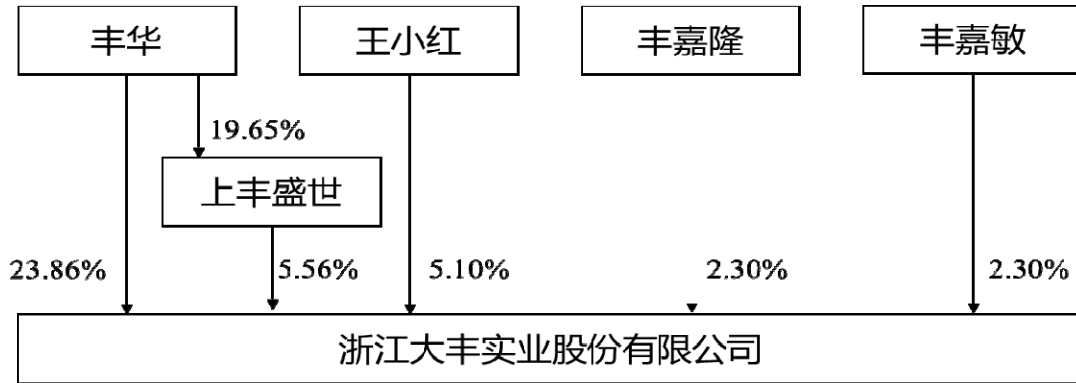 丰华 王小红 丰嘉隆 丰嘉敏
19.65%
上丰盛世
23.86% 5.56% 5.10% 2.30% 2.30%
浙江大丰实业股份有限公司